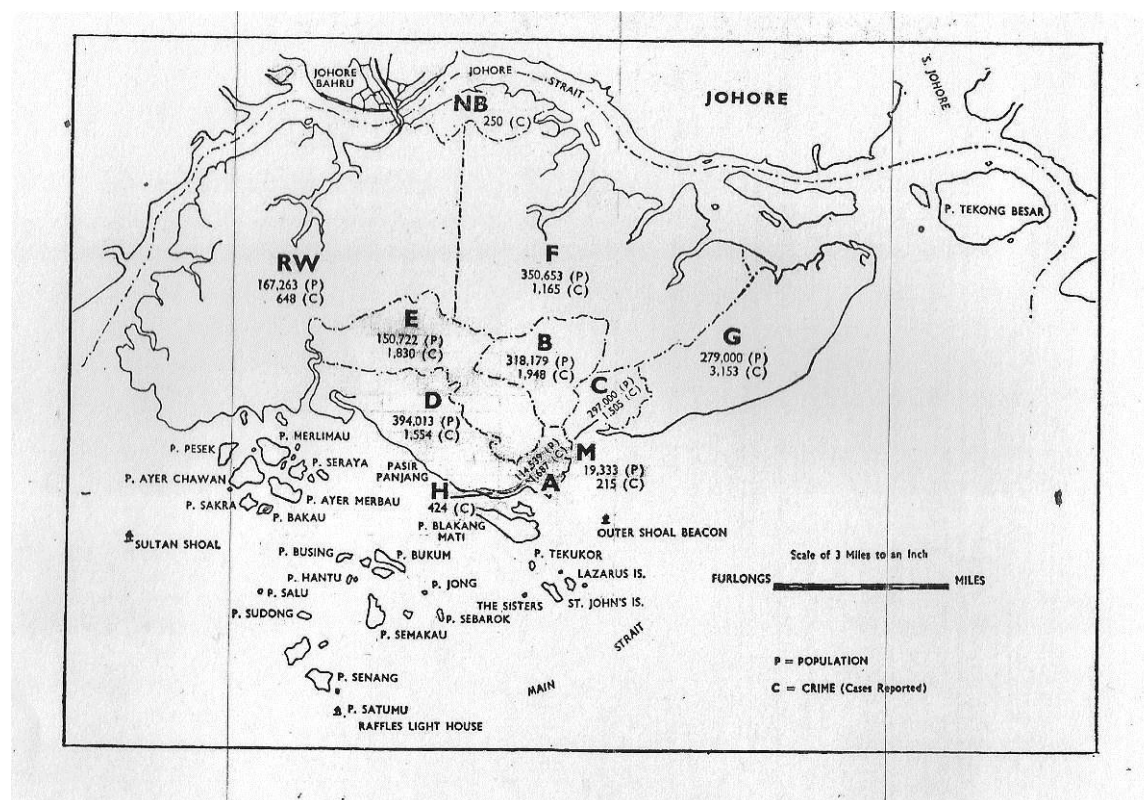 JOHORE
BAHRU
JOHORE
STRAIT
JOHORE
S. JOHORE
NB
250 (C)
P. TEKONG BESAR
RW
167,263 (P)
648 (C)
F
350,653 (P)
1,165 (C)
E
150,722 (P)
1,830 (C)
B
318,179 (P)
1,948 (C)
G
279,000 (P)
3,153 (C)
C
297,000 (P)
1,505 (C)
D
394,013 (P)
1,554 (C)
M
19,333 (P)
215 (C)
A
H
424 (C)
PASIR
PANJANG
P. MERLIMAU
P. PESEK
P. SERAYA
P. AYER CHAWAN
P. AYER MERBAU
P. SAKRA
P. BAKAU
P. BLAKANG
MATI
SULTAN SHOAL
OUTER SHOAL BEACON
P. BUSING
P. BUKUM
P. TEKUKOR
P. HANTU
P. JONG
LAZARUS IS.
P. SALU
THE SISTERS
ST. JOHN'S IS.
P. SUDONG
P. SEBAROK
P. SEMAKAU
STRAIT
MAIN
P. SENANG
P. SATUMU
RAFFLES LIGHT HOUSE
Scale of 3 Miles to an Inch
FURLONGS
MILES
P = POPULATION
C = CRIME (Cases Reported)